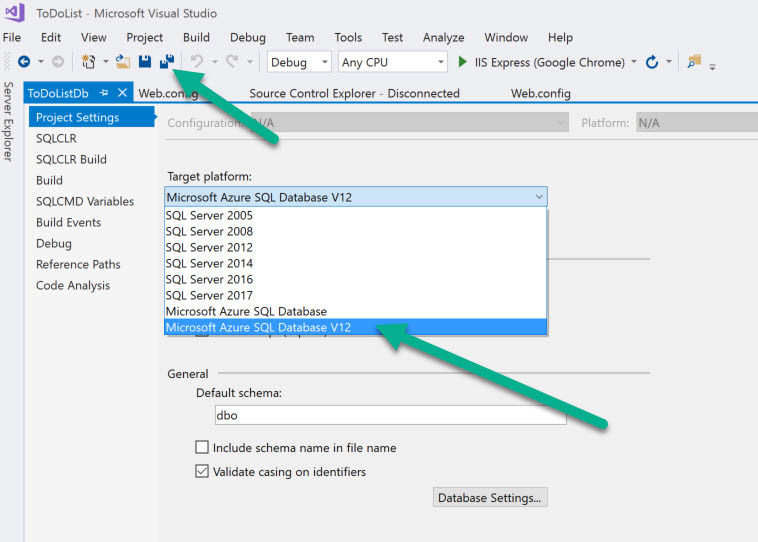 ToDoList - Microsoft Visual Studio
File Edit View Project Build Debug Team Tools Test Analyze Window Help
Debug Any CPU IIS Express (Google Chrome)
Server Explorer
ToDoListDb Web.config Source Control Explorer - Disconnected Web.config
Project Settings
SQLCLR
SQLCLR Build
Build
SQLCMD Variables
Build Events
Debug
Reference Paths
Code Analysis
N/A Platform: N/A
Target platform:
Microsoft Azure SQL Database V12
SQL Server 2005
SQL Server 2008
SQL Server 2012
SQL Server 2014
SQL Server 2016
SQL Server 2017
Microsoft Azure SQL Database
Microsoft Azure SQL Database V12
General
Default schema:
dbo
Include schema name in file name
Validate casing on identifiers
Database Settings...